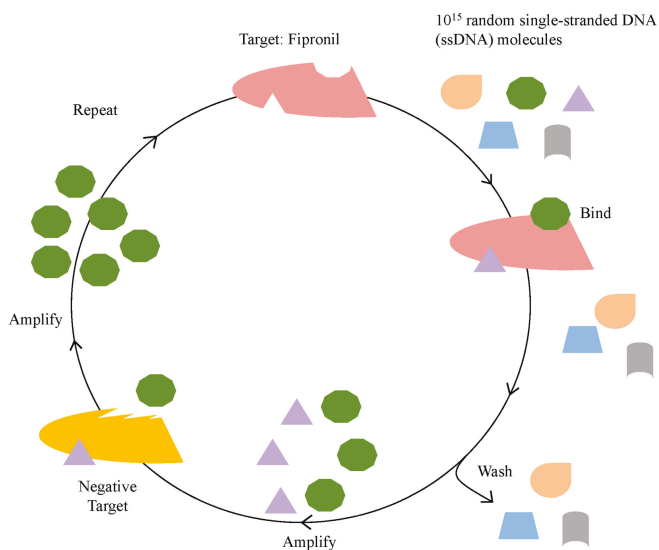 Target: Fipronil
10¹⁵ random single-stranded DNA
(ssDNA) molecules
Repeat
Bind
Amplify
Wash
Negative
Target
Amplify